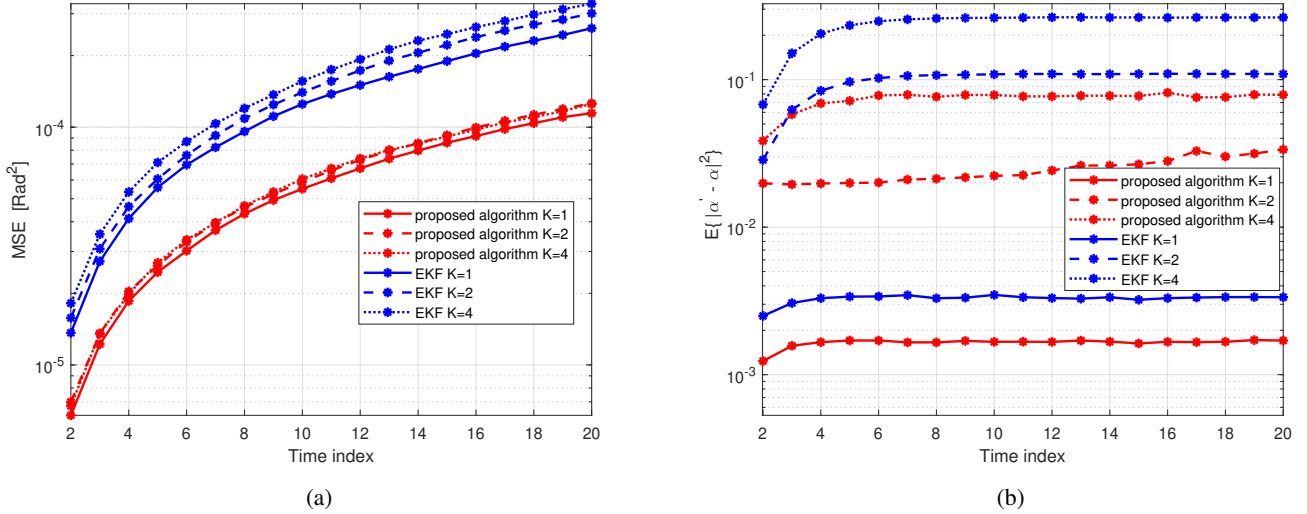 10^-4
10^-5
MSE [Rad^2]
2 4 6 8 10 12 14 16 18 20
Time index
proposed algorithm K=1
proposed algorithm K=2
proposed algorithm K=4
EKF K=1
EKF K=2
EKF K=4
(a)
10^-1
10^-2
10^-3
E{ |α' - α|^2}
2 4 6 8 10 12 14 16 18 20
Time index
proposed algorithm K=1
proposed algorithm K=2
proposed algorithm K=4
EKF K=1
EKF K=2
EKF K=4
(b)